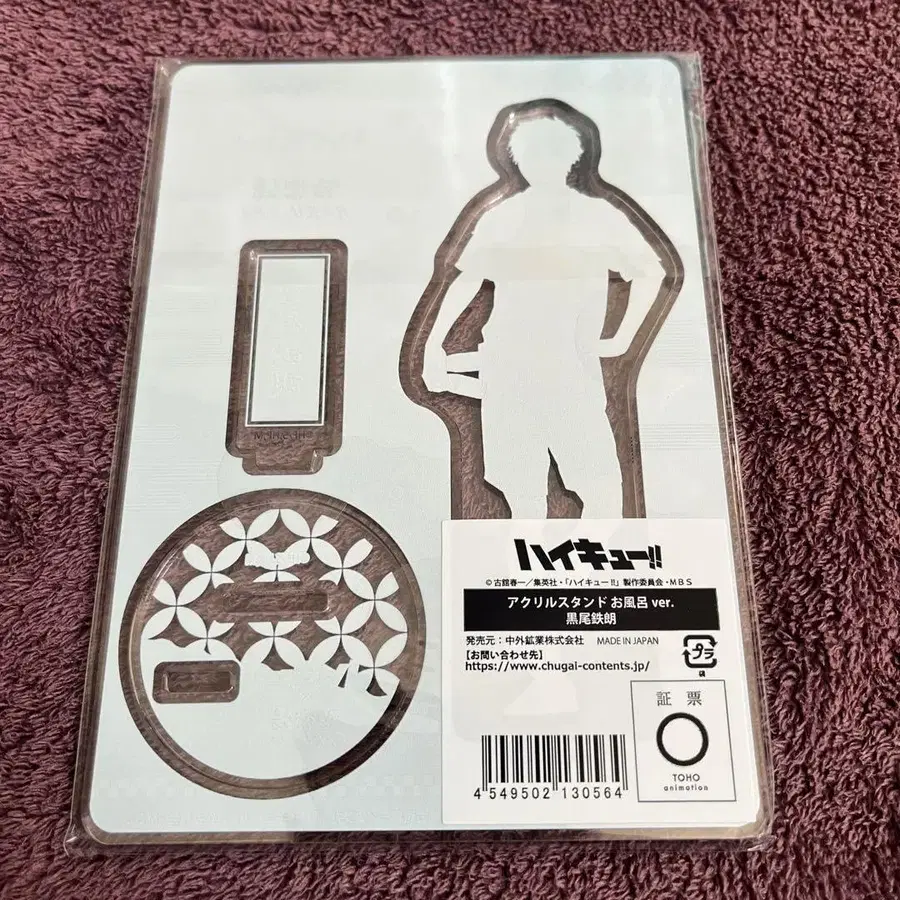 ハイキュー!!
© 古舘春一／集英社・「ハイキュー!!」製作委員会・MBS
アクリルスタンド お風呂 ver.
黒尾鉄朗
発売元：中外鉱業株式会社 MADE IN JAPAN
【お問い合わせ先】
https://www.chugai-contents.jp/
プラ
証票
TOHO
animation
4 549502 130564